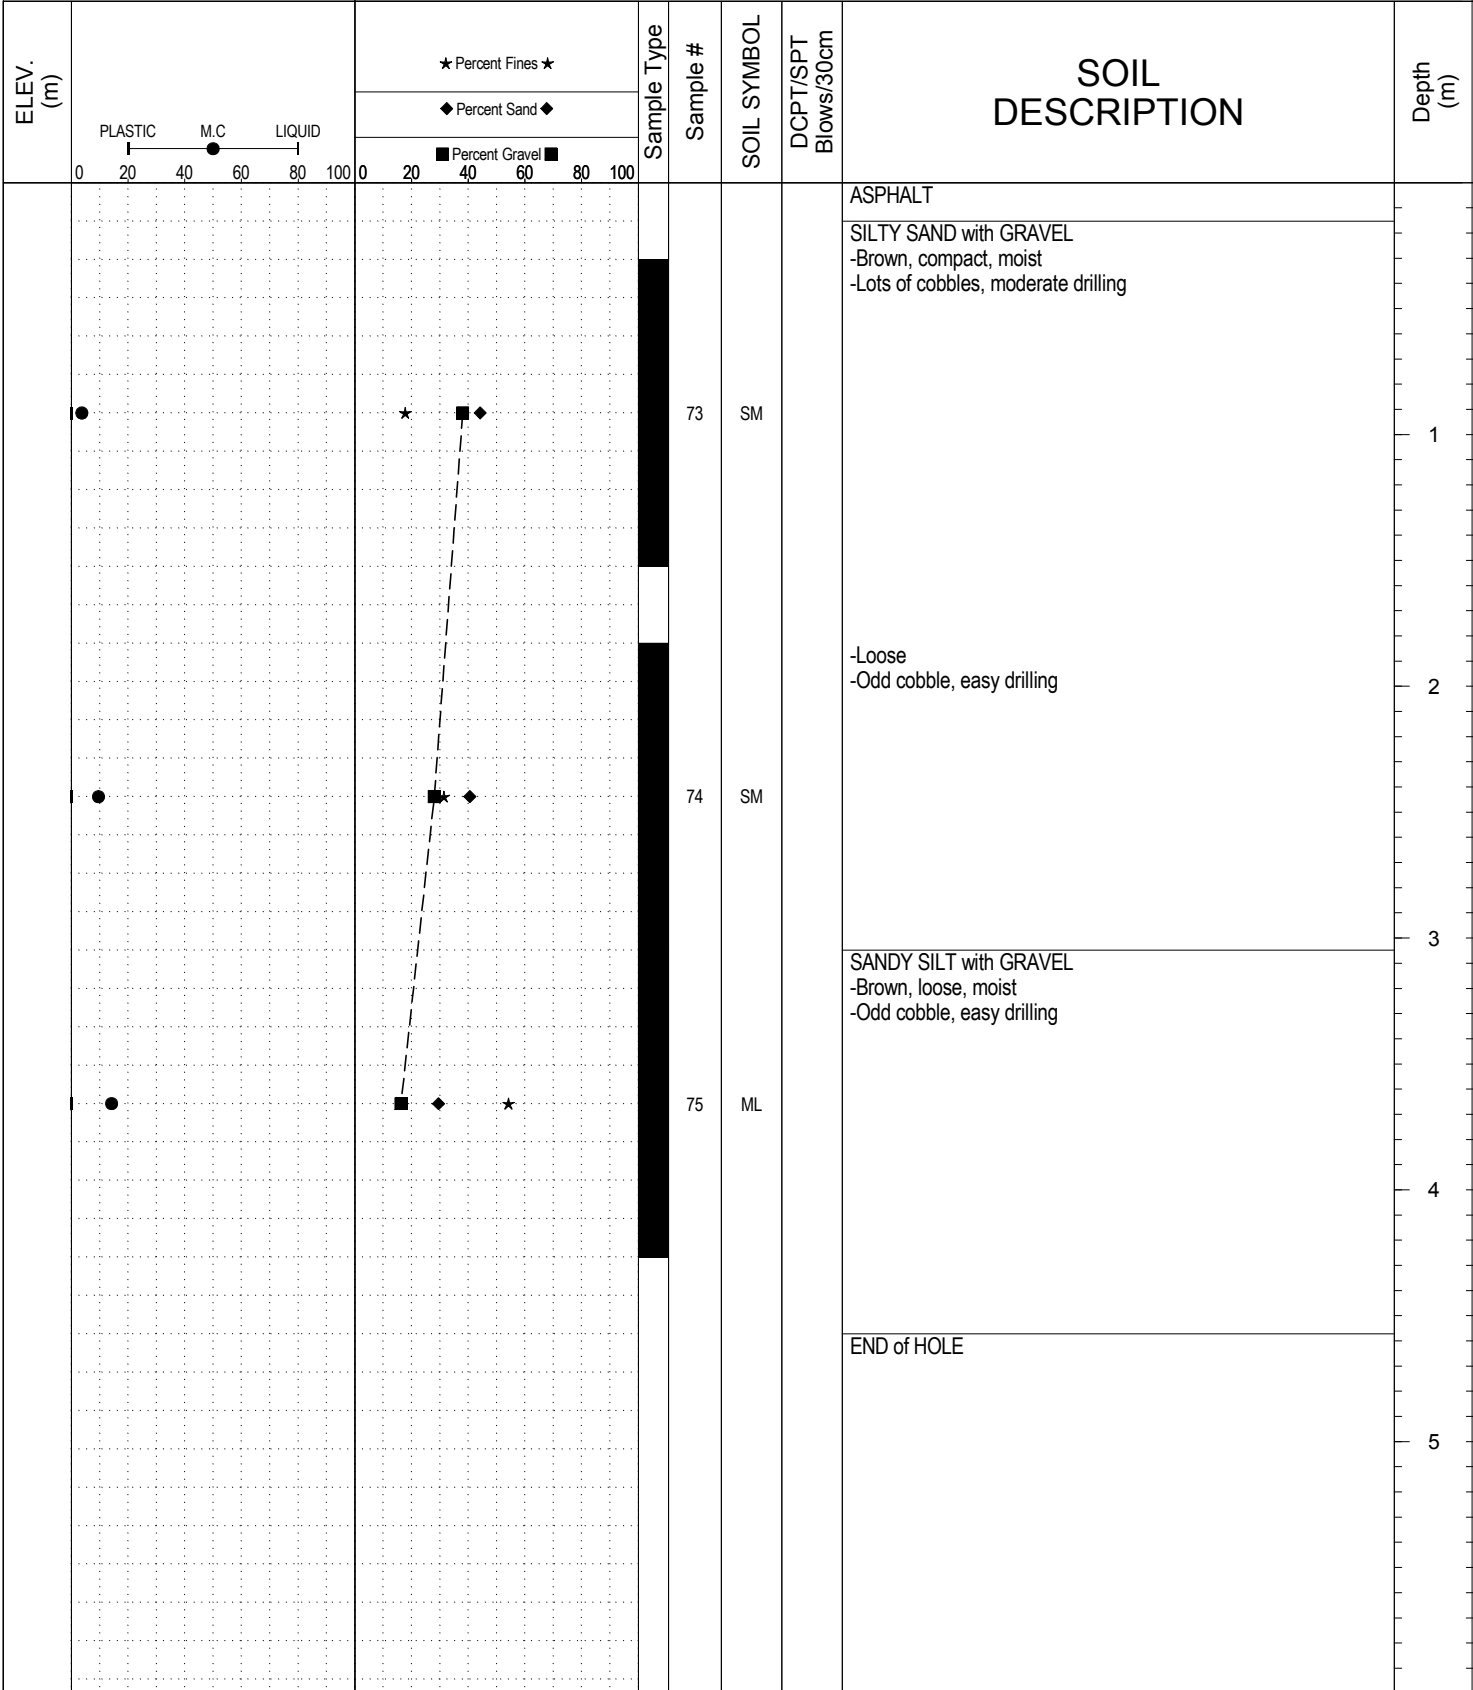 ELEV.
(m)
PLASTIC M.C LIQUID
0 20 40 60 80 100
★ Percent Fines ★
◆ Percent Sand ◆
■ Percent Gravel ■
0 20 40 60 80 100
Sample Type
Sample #
SOIL SYMBOL
DCPT/SPT
Blows/30cm
SOIL
DESCRIPTION
Depth
(m)
ASPHALT
SILTY SAND with GRAVEL
-Brown, compact, moist
-Lots of cobbles, moderate drilling
73 SM
1
-Loose
-Odd cobble, easy drilling
2
74 SM
3
SANDY SILT with GRAVEL
-Brown, loose, moist
-Odd cobble, easy drilling
75 ML
4
END of HOLE
5